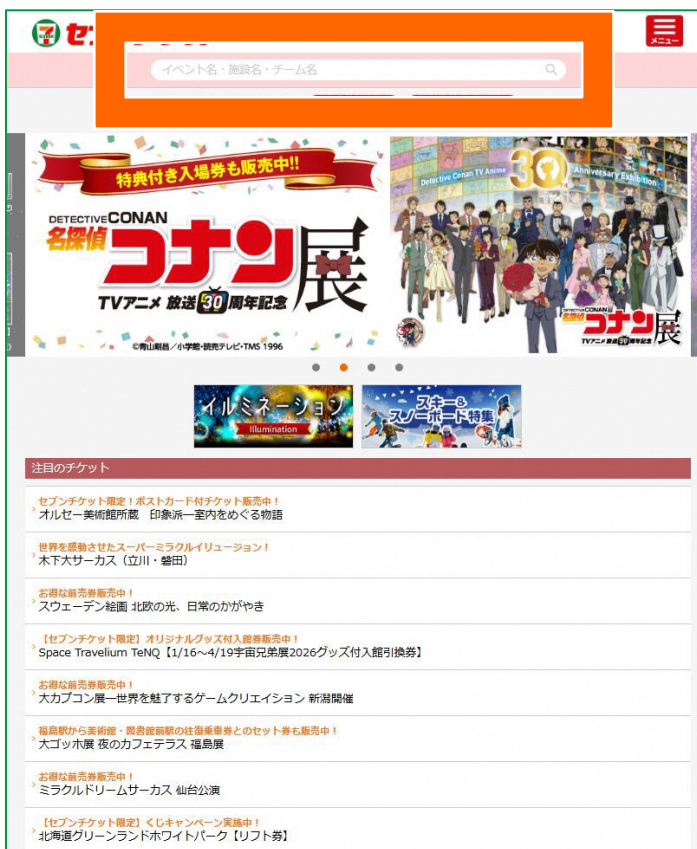 セブ
メニュー
イベント名・施設名・チーム名
特典付き入場券も販売中!!
DETECTIVE CONAN
名探偵
コナン展
TVアニメ 放送30周年記念
©青山剛昌/小学館・読売テレビ・TMS 1996
Detective Conan TV Anime 30 Anniversary Exhibition
DETECTIVE CONAN
名探偵
コナン展
TVアニメ 放送30周年記念
イルミネーション
Illumination
スキー&
スノーボード特集
注目のチケット
セブンチケット限定！ポストカード付チケット販売中！
オルセー美術館所蔵　印象派―室内をめぐる物語
世界を感動させたスーパーミラクルイリュージョン！
木下大サーカス（立川・磐田）
お得な前売券販売中！
スウェーデン絵画 北欧の光、日常のかがやき
【セブンチケット限定】オリジナルグッズ付入館券販売中！
Space Travelium TeNQ【1/16～4/19宇宙兄弟展2026グッズ付入館引換券】
お得な前売券販売中！
大カプコン展―世界を魅了するゲームクリエイション 新潟開催
福島駅から美術館・図書館前駅の往復乗車券とのセット券も販売中！
大ゴッホ展 夜のカフェテラス 福島展
お得な前売券販売中！
ミラクルドリームサーカス 仙台公演
【セブンチケット限定】くじキャンペーン実施中！
北海道グリーンランドホワイトパーク【リフト券】